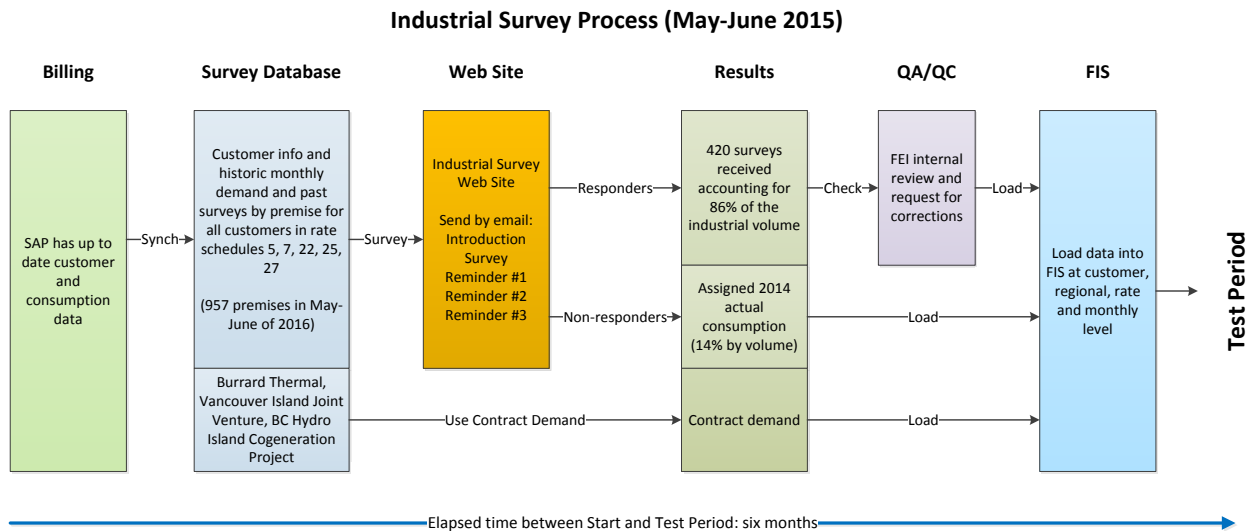 Industrial Survey Process (May-June 2015)
Billing
Survey Database
Web Site
Results
QA/QC
FIS
SAP has up to
date customer
and
consumption
data
Synch
Customer info and
historic monthly
demand and past
surveys by premise for
all customers in rate
schedules 5, 7, 22, 25,
27
(957 premises in May-
June of 2016)
Burrard Thermal,
Vancouver Island Joint
Venture, BC Hydro
Island Cogeneration
Project
Survey
Industrial Survey
Web Site
Send by email:
Introduction
Survey
Reminder #1
Reminder #2
Reminder #3
Responders
Non-responders
Use Contract Demand
420 surveys
received
accounting for
86% of the
industrial volume
Assigned 2014
actual
consumption
(14% by volume)
Contract demand
Check
FEI internal
review and
request for
corrections
Load
Load
Load
Load data into
FIS at customer,
regional, rate
and monthly
level
Test Period
Elapsed time between Start and Test Period: six months